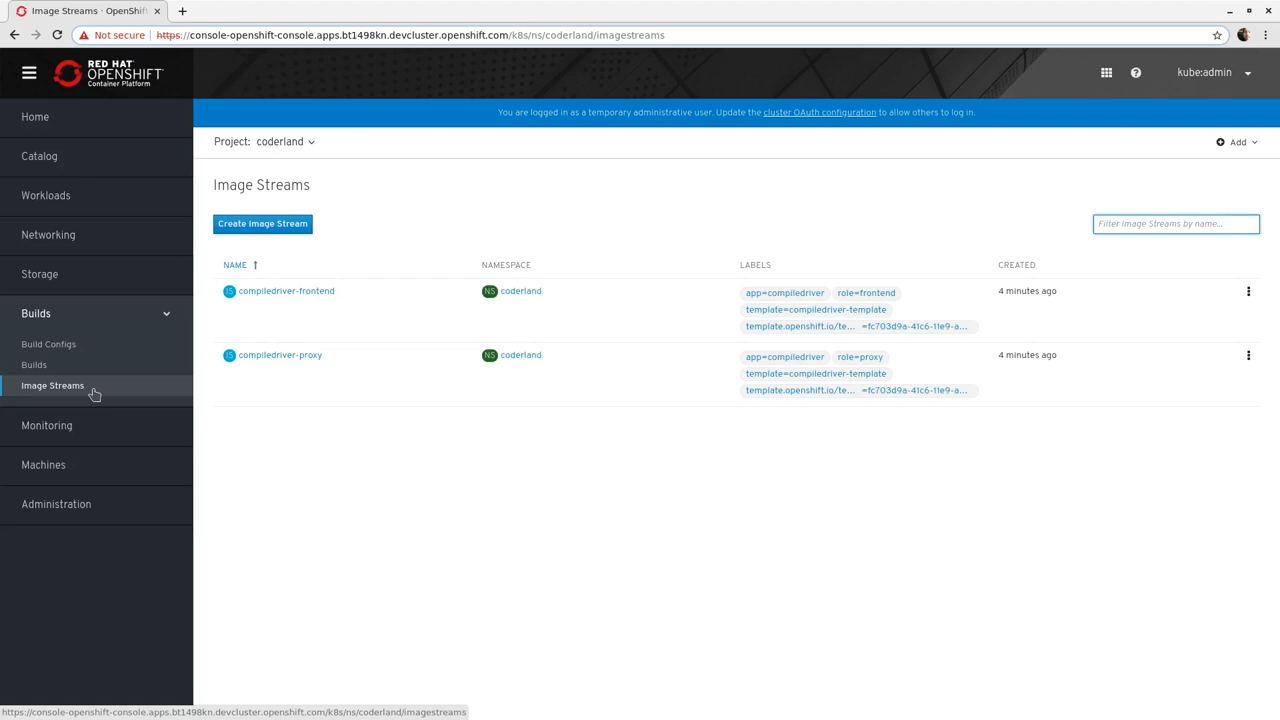 Image Streams · OpenShift
Not secure https://console-openshift-console.apps.bt1498kn.devcluster.openshift.com/k8s/ns/coderland/imagestreams
RED HAT
OPENSHIFT
Container Platform
kube:admin
You are logged in as a temporary administrative user. Update the cluster OAuth configuration to allow others to log in.
Project: coderland
Add
Home
Catalog
Workloads
Networking
Storage
Builds
Build Configs
Builds
Image Streams
Monitoring
Machines
Administration
Image Streams
Create Image Stream
Filter Image Streams by name...
NAME NAMESPACE LABELS CREATED
IS compiledriver-frontend NS coderland app=compiledriver role=frontend 4 minutes ago
template=compiledriver-template
template.openshift.io/te... =fc703d9a-41c6-11e9-a...
IS compiledriver-proxy NS coderland app=compiledriver role=proxy 4 minutes ago
template=compiledriver-template
template.openshift.io/te... =fc703d9a-41c6-11e9-a...
https://console-openshift-console.apps.bt1498kn.devcluster.openshift.com/k8s/ns/coderland/imagestreams